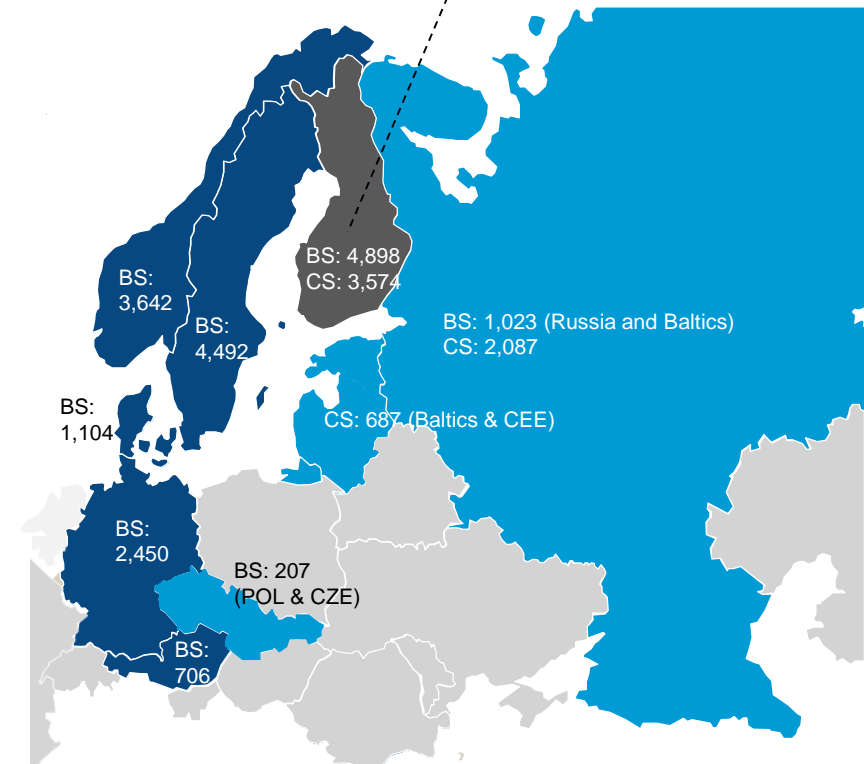 BS: 4,898
CS: 3,574
BS:
3,642
BS:
4,492
BS: 1,023 (Russia and Baltics)
CS: 2,087
BS:
1,104
CS: 687 (Baltics & CEE)
BS:
2,450
BS: 207
(POL & CZE)
BS:
706